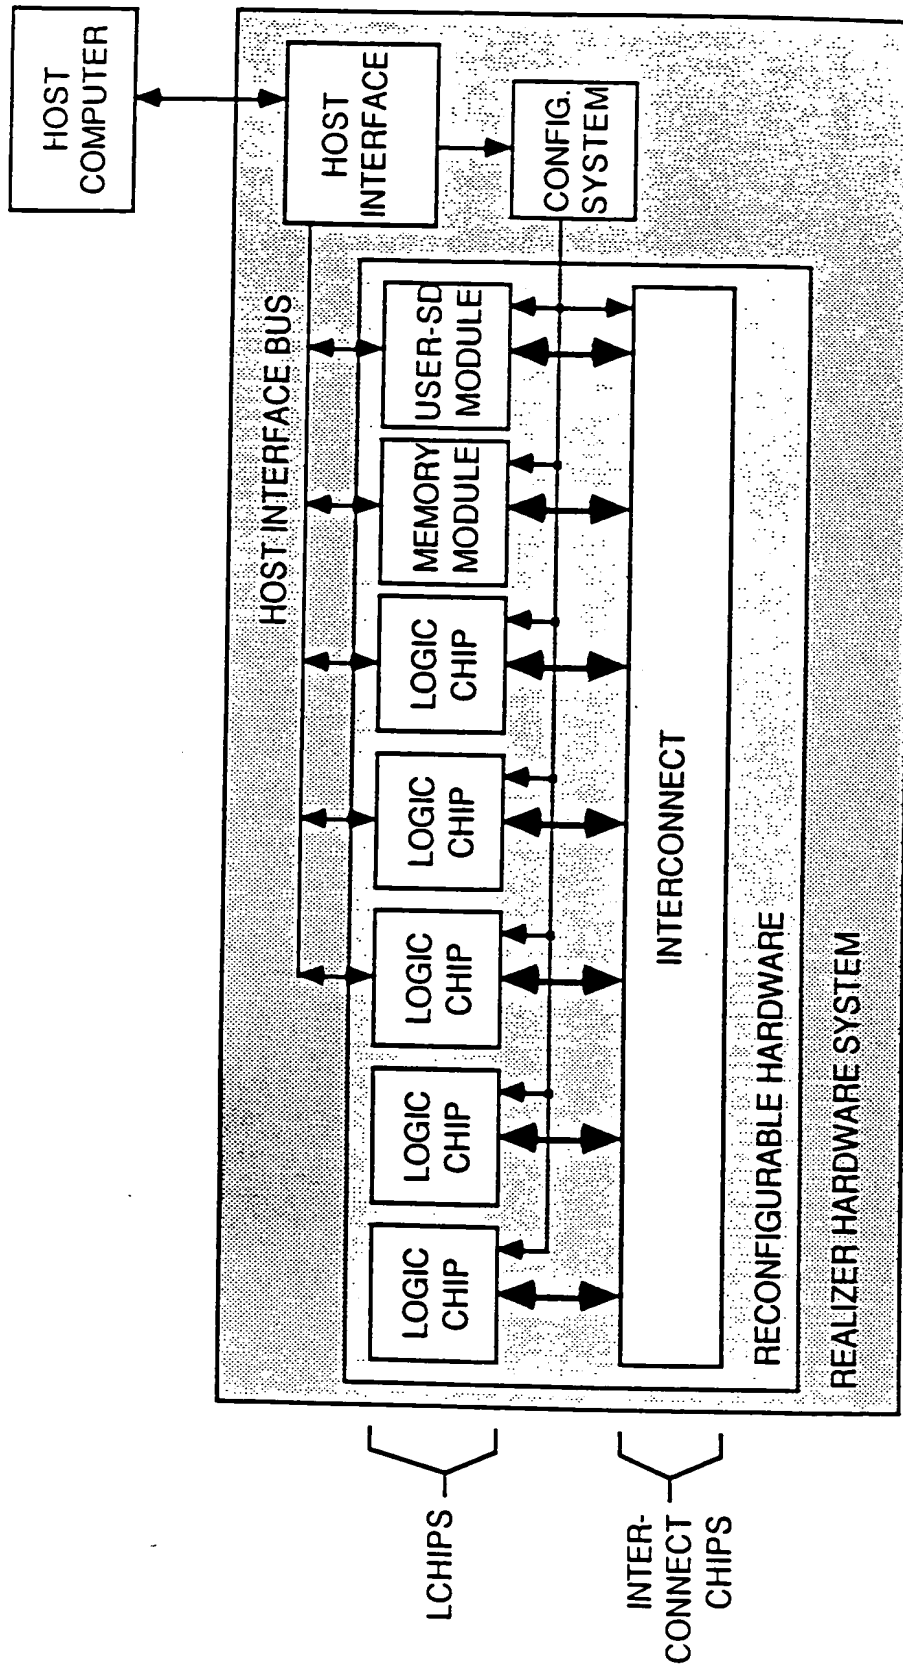 HOST
COMPUTER
HOST
INTERFACE
CONFIG.
SYSTEM
HOST INTERFACE BUS
LOGIC
CHIP
LOGIC
CHIP
LOGIC
CHIP
LOGIC
CHIP
LOGIC
CHIP
MEMORY
MODULE
USER-SD
MODULE
INTERCONNECT
RECONFIGURABLE HARDWARE
REALIZER HARDWARE SYSTEM
LCHIPS
INTER-
CONNECT
CHIPS